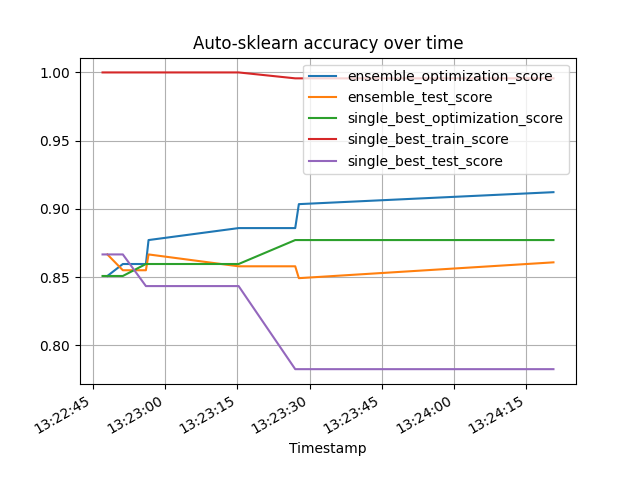 Auto-sklearn accuracy over time
1.00
0.95
0.90
0.85
0.80
ensemble_optimization_score
ensemble_test_score
single_best_optimization_score
single_best_train_score
single_best_test_score
13:22:45
13:23:00
13:23:15
13:23:30
13:23:45
13:24:00
13:24:15
Timestamp